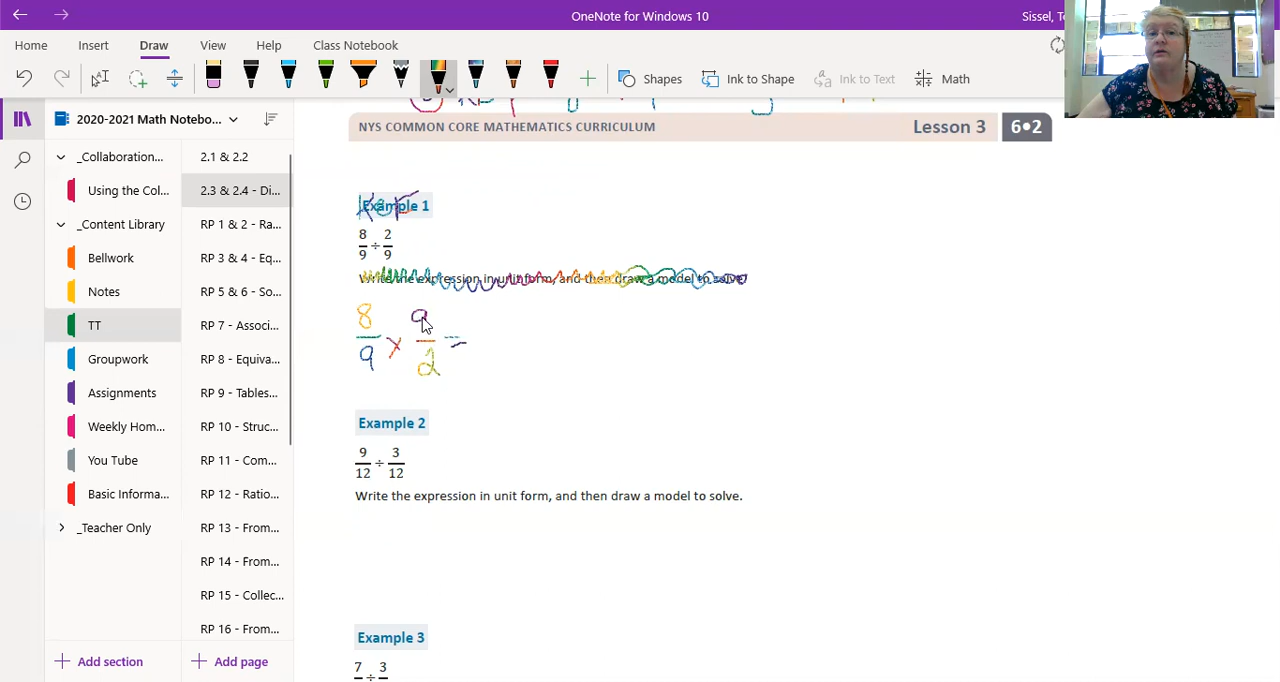 OneNote for Windows 10
Sissel, Te
Home Insert Draw View Help Class Notebook
Shapes Ink to Shape Ink to Text Math
2020-2021 Math Notebo...
_Collaboration...
Using the Col...
_Content Library
Bellwork
Notes
TT
Groupwork
Assignments
Weekly Hom...
You Tube
Basic Informa...
_Teacher Only
Add section
2.1 & 2.2
2.3 & 2.4 - Di...
RP 1 & 2 - Ra...
RP 3 & 4 - Eq...
RP 5 & 6 - So...
RP 7 - Associ...
RP 8 - Equiva...
RP 9 - Tables...
RP 10 - Struc...
RP 11 - Com...
RP 12 - Ratio...
RP 13 - From...
RP 14 - From...
RP 15 - Collec...
RP 16 - From...
Add page
NYS COMMON CORE MATHEMATICS CURRICULUM Lesson 3 6•2
Example 1
KCF
8/9 ÷ 2/9
Write the expression in unit form, and then draw a model to solve.
8/9 × 9/2 =
Example 2
9/12 ÷ 3/12
Write the expression in unit form, and then draw a model to solve.
Example 3
7 ÷ 3